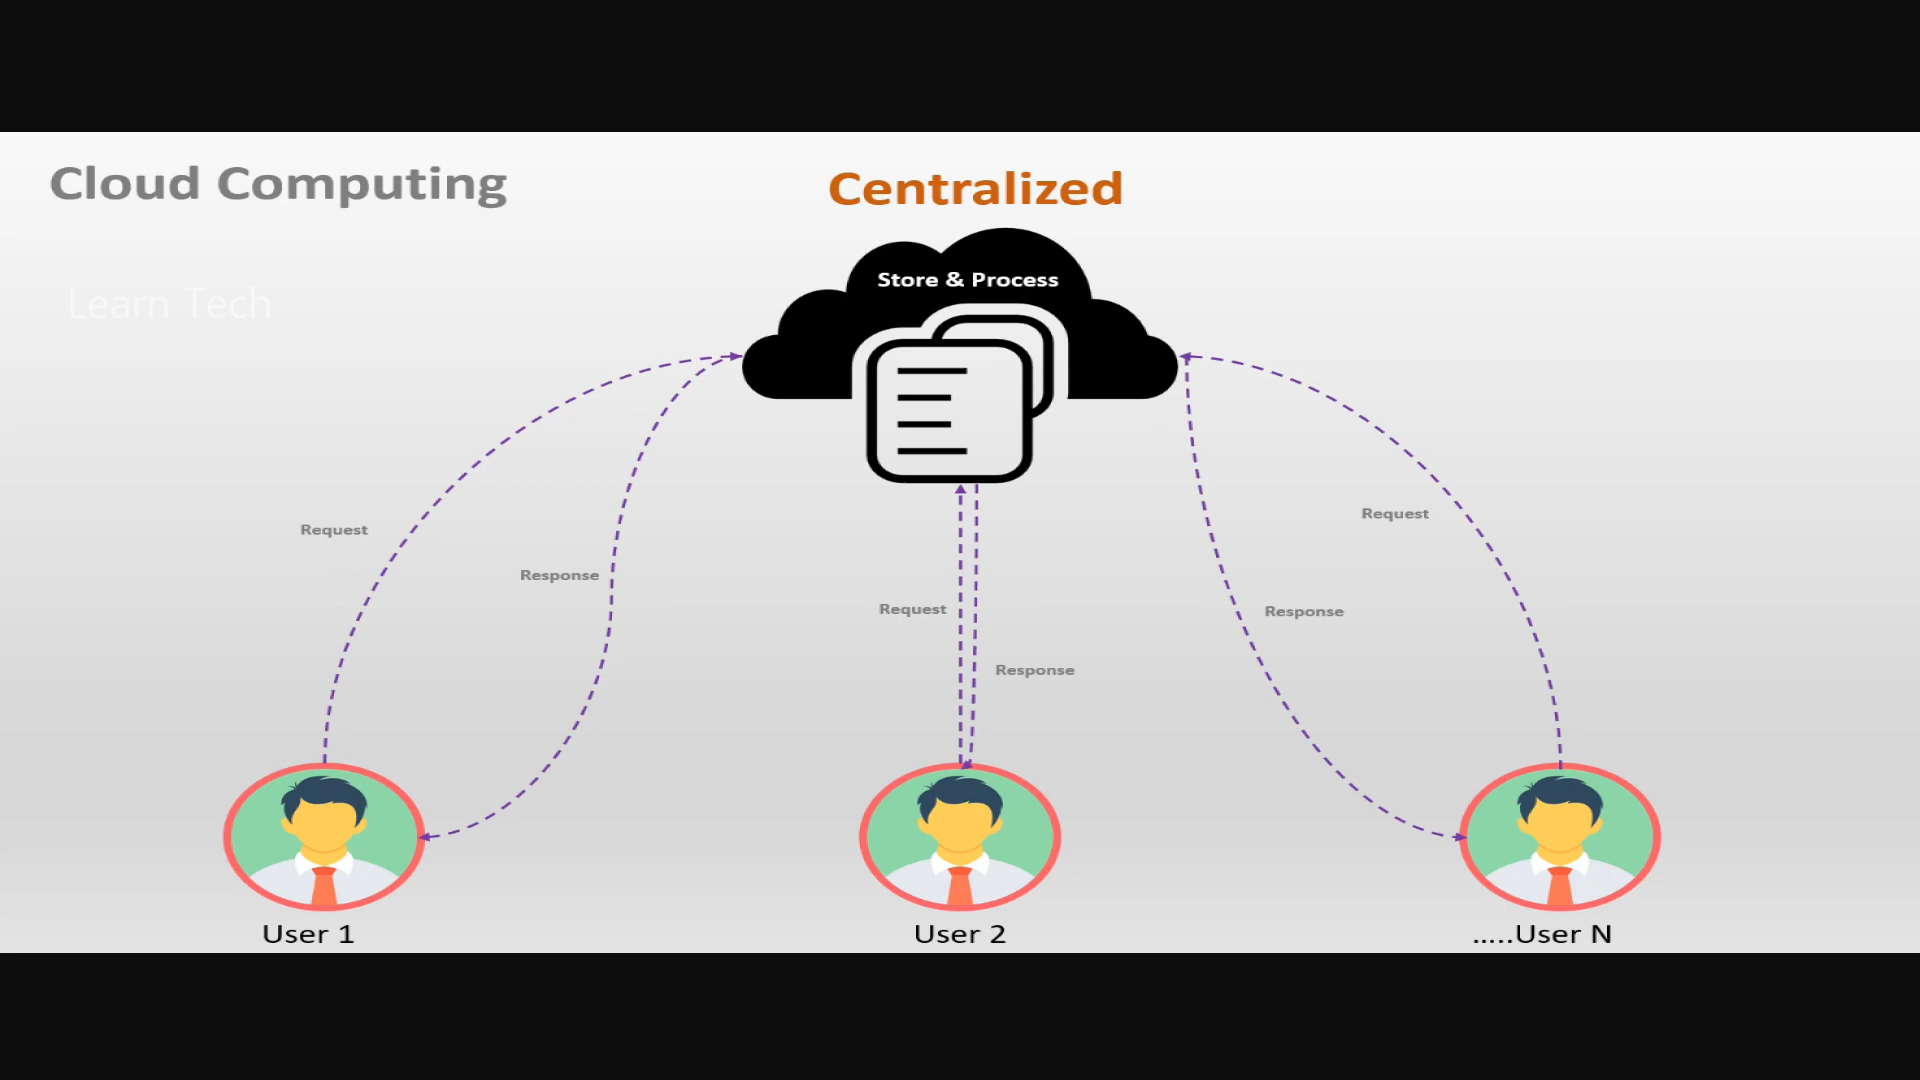 Cloud Computing
Centralized
Store & Process
Learn Tech
Request
Request
Response
Request
Response
Response
User 1
User 2
.....User N